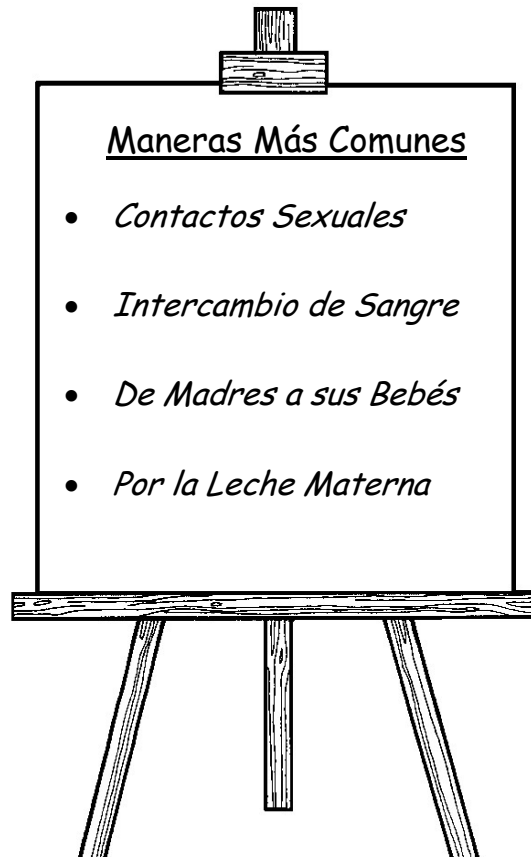 Maneras Más Comunes
• Contactos Sexuales
• Intercambio de Sangre
• De Madres a sus Bebés
• Por la Leche Materna